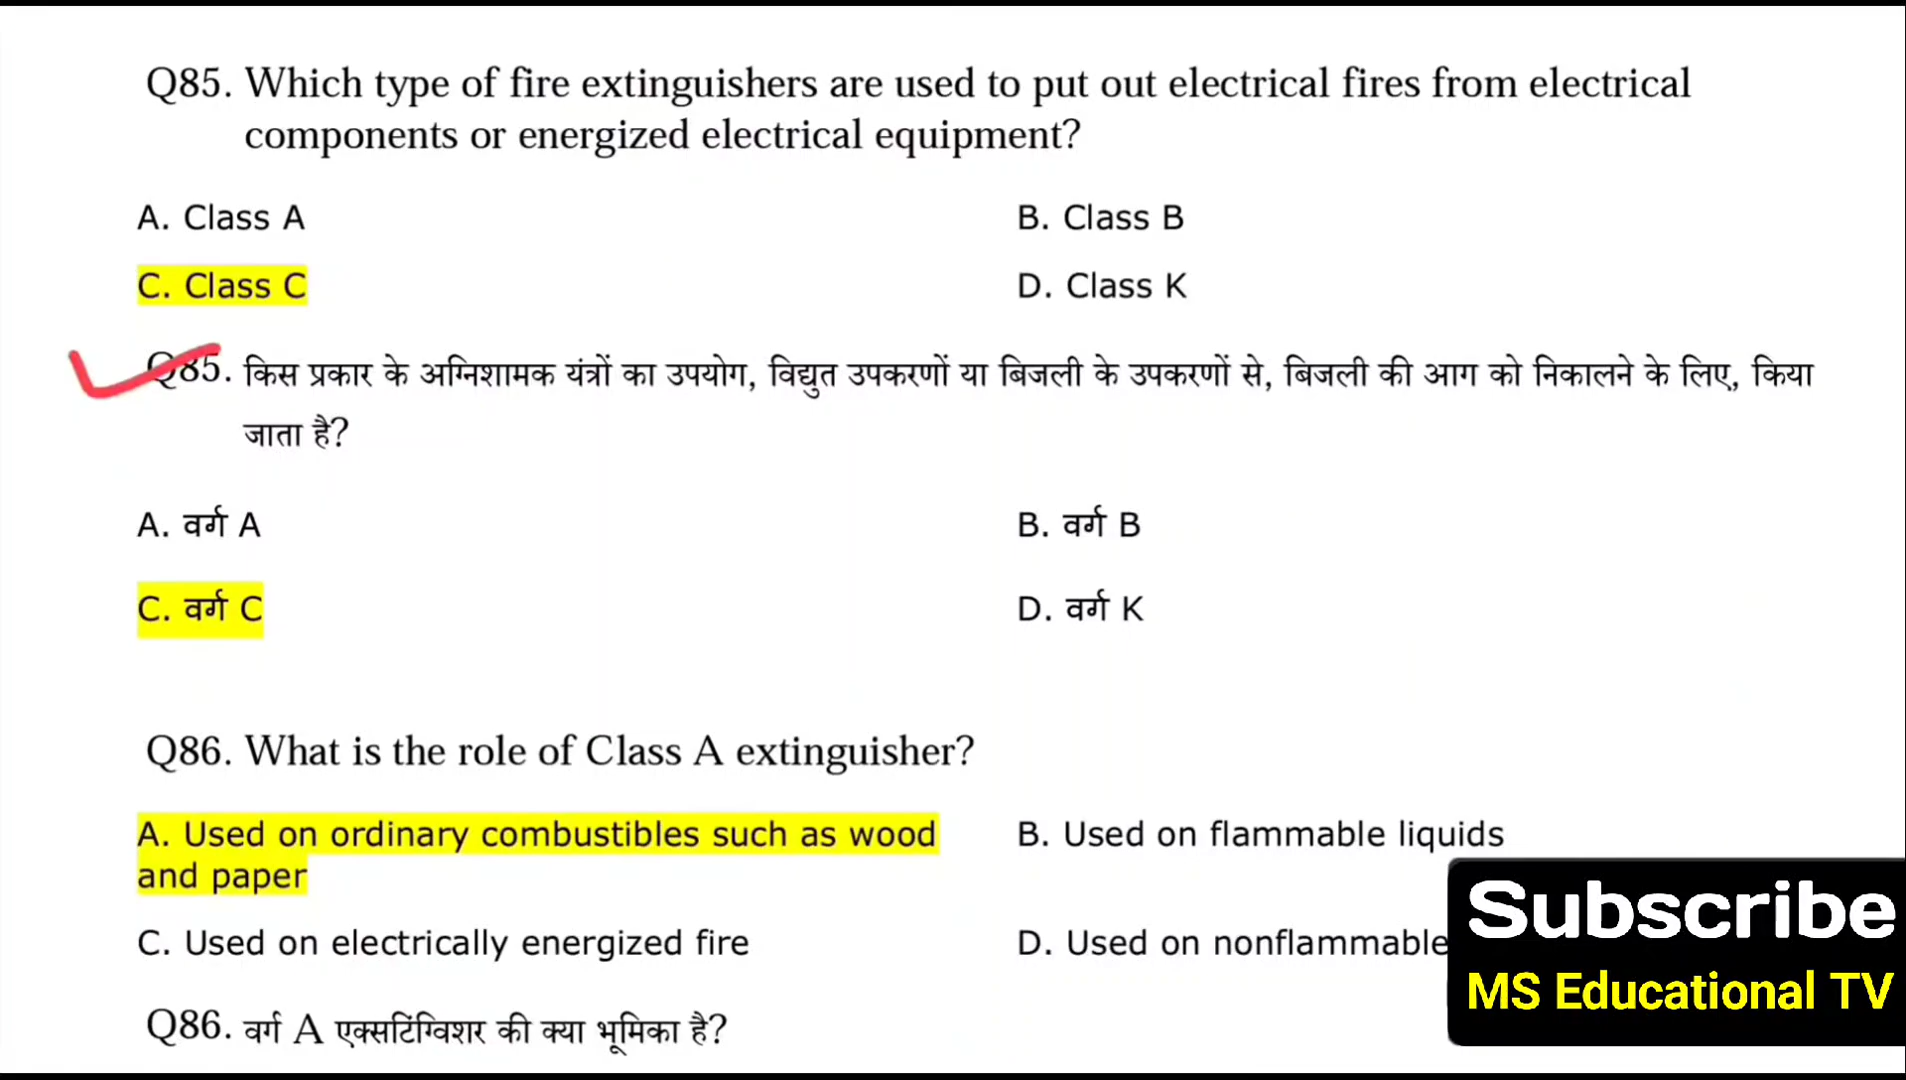 Q85. Which type of fire extinguishers are used to put out electrical fires from electrical
components or energized electrical equipment?
A. Class A
B. Class B
C. Class C
D. Class K
Q85. किस प्रकार के अग्निशामक यंत्रों का उपयोग, विद्युत उपकरणों या बिजली के उपकरणों से, बिजली की आग को निकालने के लिए, किया
जाता है?
A. वर्ग A
B. वर्ग B
C. वर्ग C
D. वर्ग K
Q86. What is the role of Class A extinguisher?
A. Used on ordinary combustibles such as wood
and paper
B. Used on flammable liquids
C. Used on electrically energized fire
D. Used on nonflammable
Subscribe
MS Educational TV
Q86. वर्ग A एक्सटिंग्विशर की क्या भूमिका है?